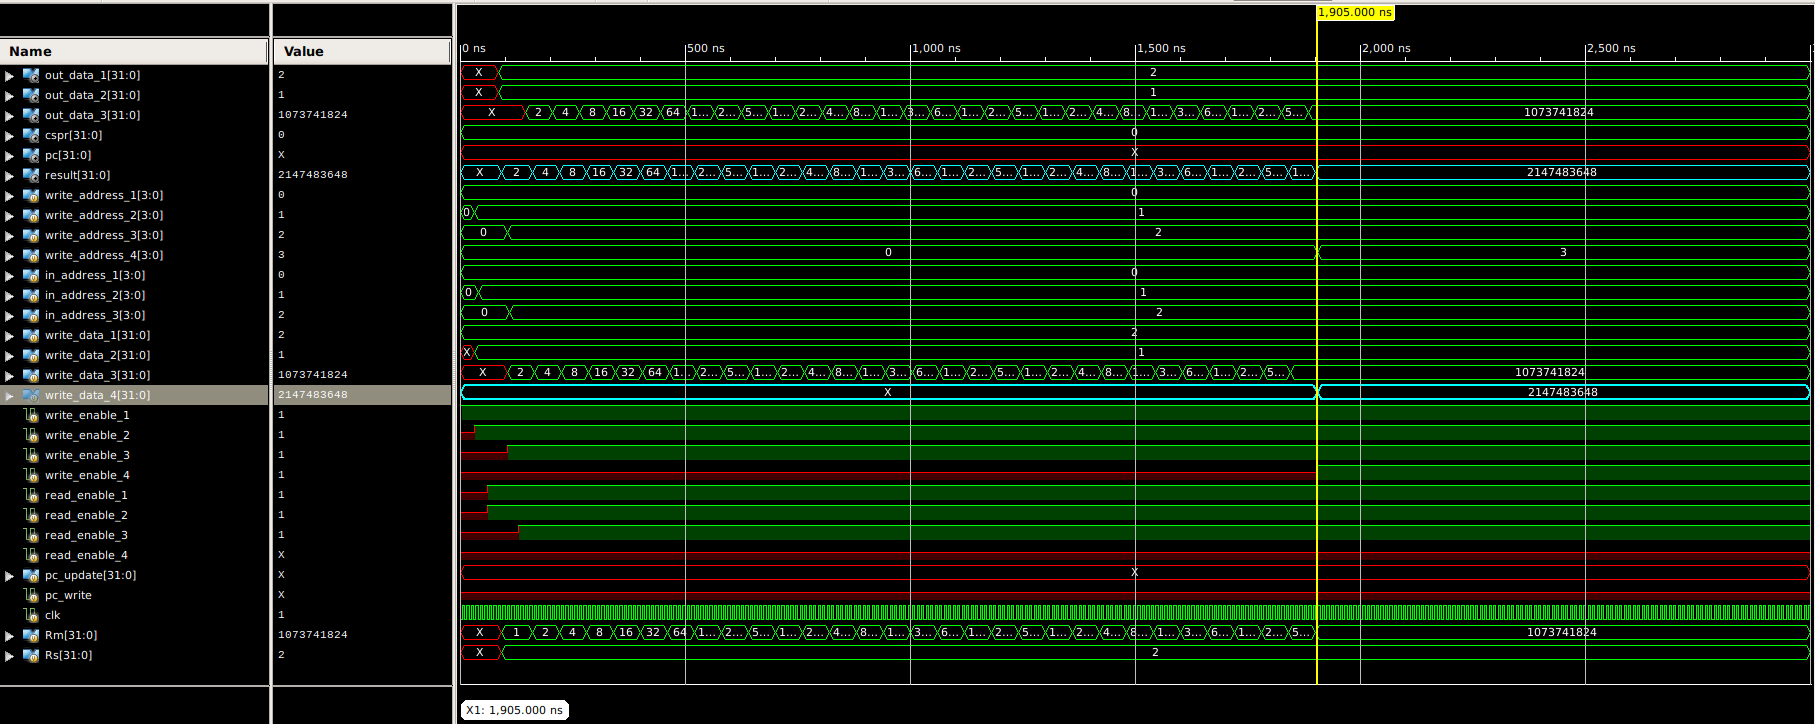 1,905.000 ns
Name Value
0 ns 500 ns 1,000 ns 1,500 ns 2,000 ns 2,500 ns
out_data_1[31:0] 2 X 2
out_data_2[31:0] 1 X 1
out_data_3[31:0] 1073741824 X 2 4 8 16 32 64 1... 2... 5... 1... 2... 4... 8... 1... 3... 6... 1... 2... 5... 1... 2... 4... 8... 1... 3... 6... 1... 2... 5... 1073741824
cspr[31:0] 0 0
pc[31:0] X X
result[31:0] 2147483648 X 2 4 8 16 32 64 1... 2... 5... 1... 2... 4... 8... 1... 3... 6... 1... 2... 5... 1... 2... 4... 8... 1... 3... 6... 1... 2... 5... 1... 2147483648
write_address_1[3:0] 0 0
write_address_2[3:0] 1 0 1
write_address_3[3:0] 2 0 2
write_address_4[3:0] 3 0 3
in_address_1[3:0] 0 0
in_address_2[3:0] 1 0 1
in_address_3[3:0] 2 0 2
write_data_1[31:0] 2 2
write_data_2[31:0] 1 X 1
write_data_3[31:0] 1073741824 X 2 4 8 16 32 64 1... 2... 5... 1... 2... 4... 8... 1... 3... 6... 1... 2... 5... 1... 2... 4... 8... 1... 3... 6... 1... 2... 5... 1073741824
write_data_4[31:0] 2147483648 X 2147483648
write_enable_1 1
write_enable_2 1
write_enable_3 1
write_enable_4 1
read_enable_1 1
read_enable_2 1
read_enable_3 1
read_enable_4 X
pc_update[31:0] X X
pc_write X
clk 1
Rm[31:0] 1073741824 X 1 2 4 8 16 32 64 1... 2... 5... 1... 2... 4... 8... 1... 3... 6... 1... 2... 5... 1... 2... 4... 8... 1... 3... 6... 1... 2... 5... 1073741824
Rs[31:0] 2 X 2
X1: 1,905.000 ns